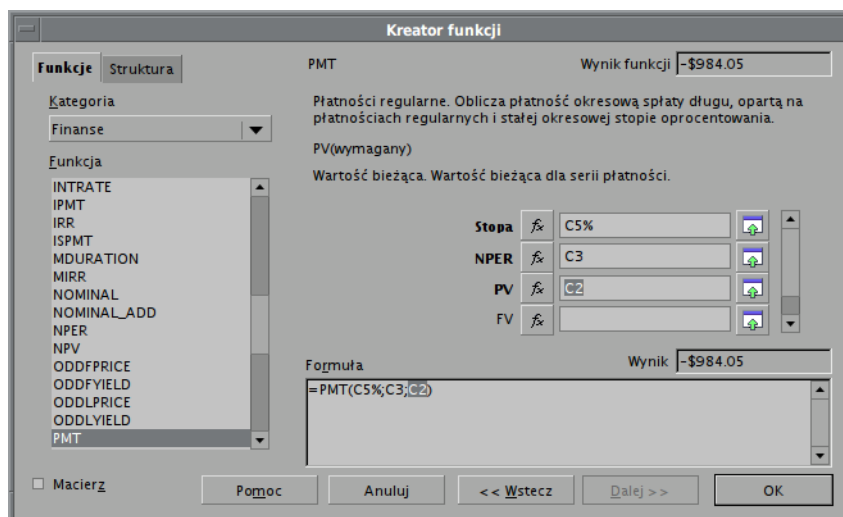 Kreator funkcji
Funkcje Struktura
Kategoria
Finanse
Funkcja
INTRATE
IPMT
IRR
ISPMT
MDURATION
MIRR
NOMINAL
NOMINAL_ADD
NPER
NPV
ODDFPRICE
ODDFYIELD
ODDLPRICE
ODDLYIELD
PMT
Macierz
PMT Wynik funkcji -$984.05
Płatności regularne. Oblicza płatność okresową spłaty długu, opartą na
płatnościach regularnych i stałej okresowej stopie oprocentowania.
PV(wymagany)
Wartość bieżąca. Wartość bieżąca dla serii płatności.
Stopa fx C5%
NPER fx C3
PV fx C2
FV fx
Formuła Wynik -$984.05
=PMT(C5%;C3;C2)
Pomoc Anuluj << Wstecz Dalej >> OK